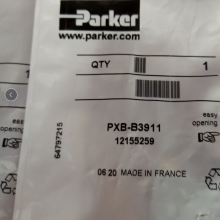 Parker
www.parker.com
QTY
1
1
easy
opening
PXB-B3911
12155259
64797215
06 20 MADE IN FRANCE
easy
opening